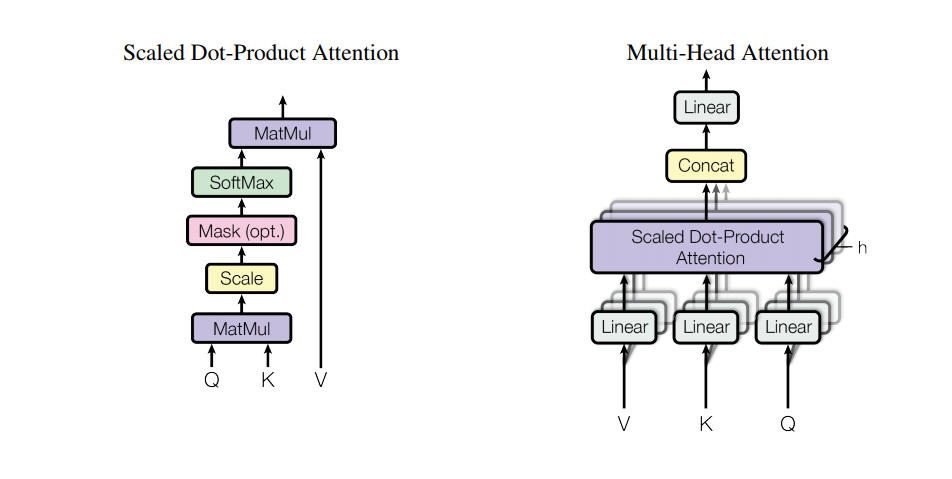 Scaled Dot-Product Attention
MatMul
SoftMax
Mask (opt.)
Scale
MatMul
Q K V
Multi-Head Attention
Linear
Concat
Scaled Dot-Product
Attention
h
Linear Linear Linear
V K Q